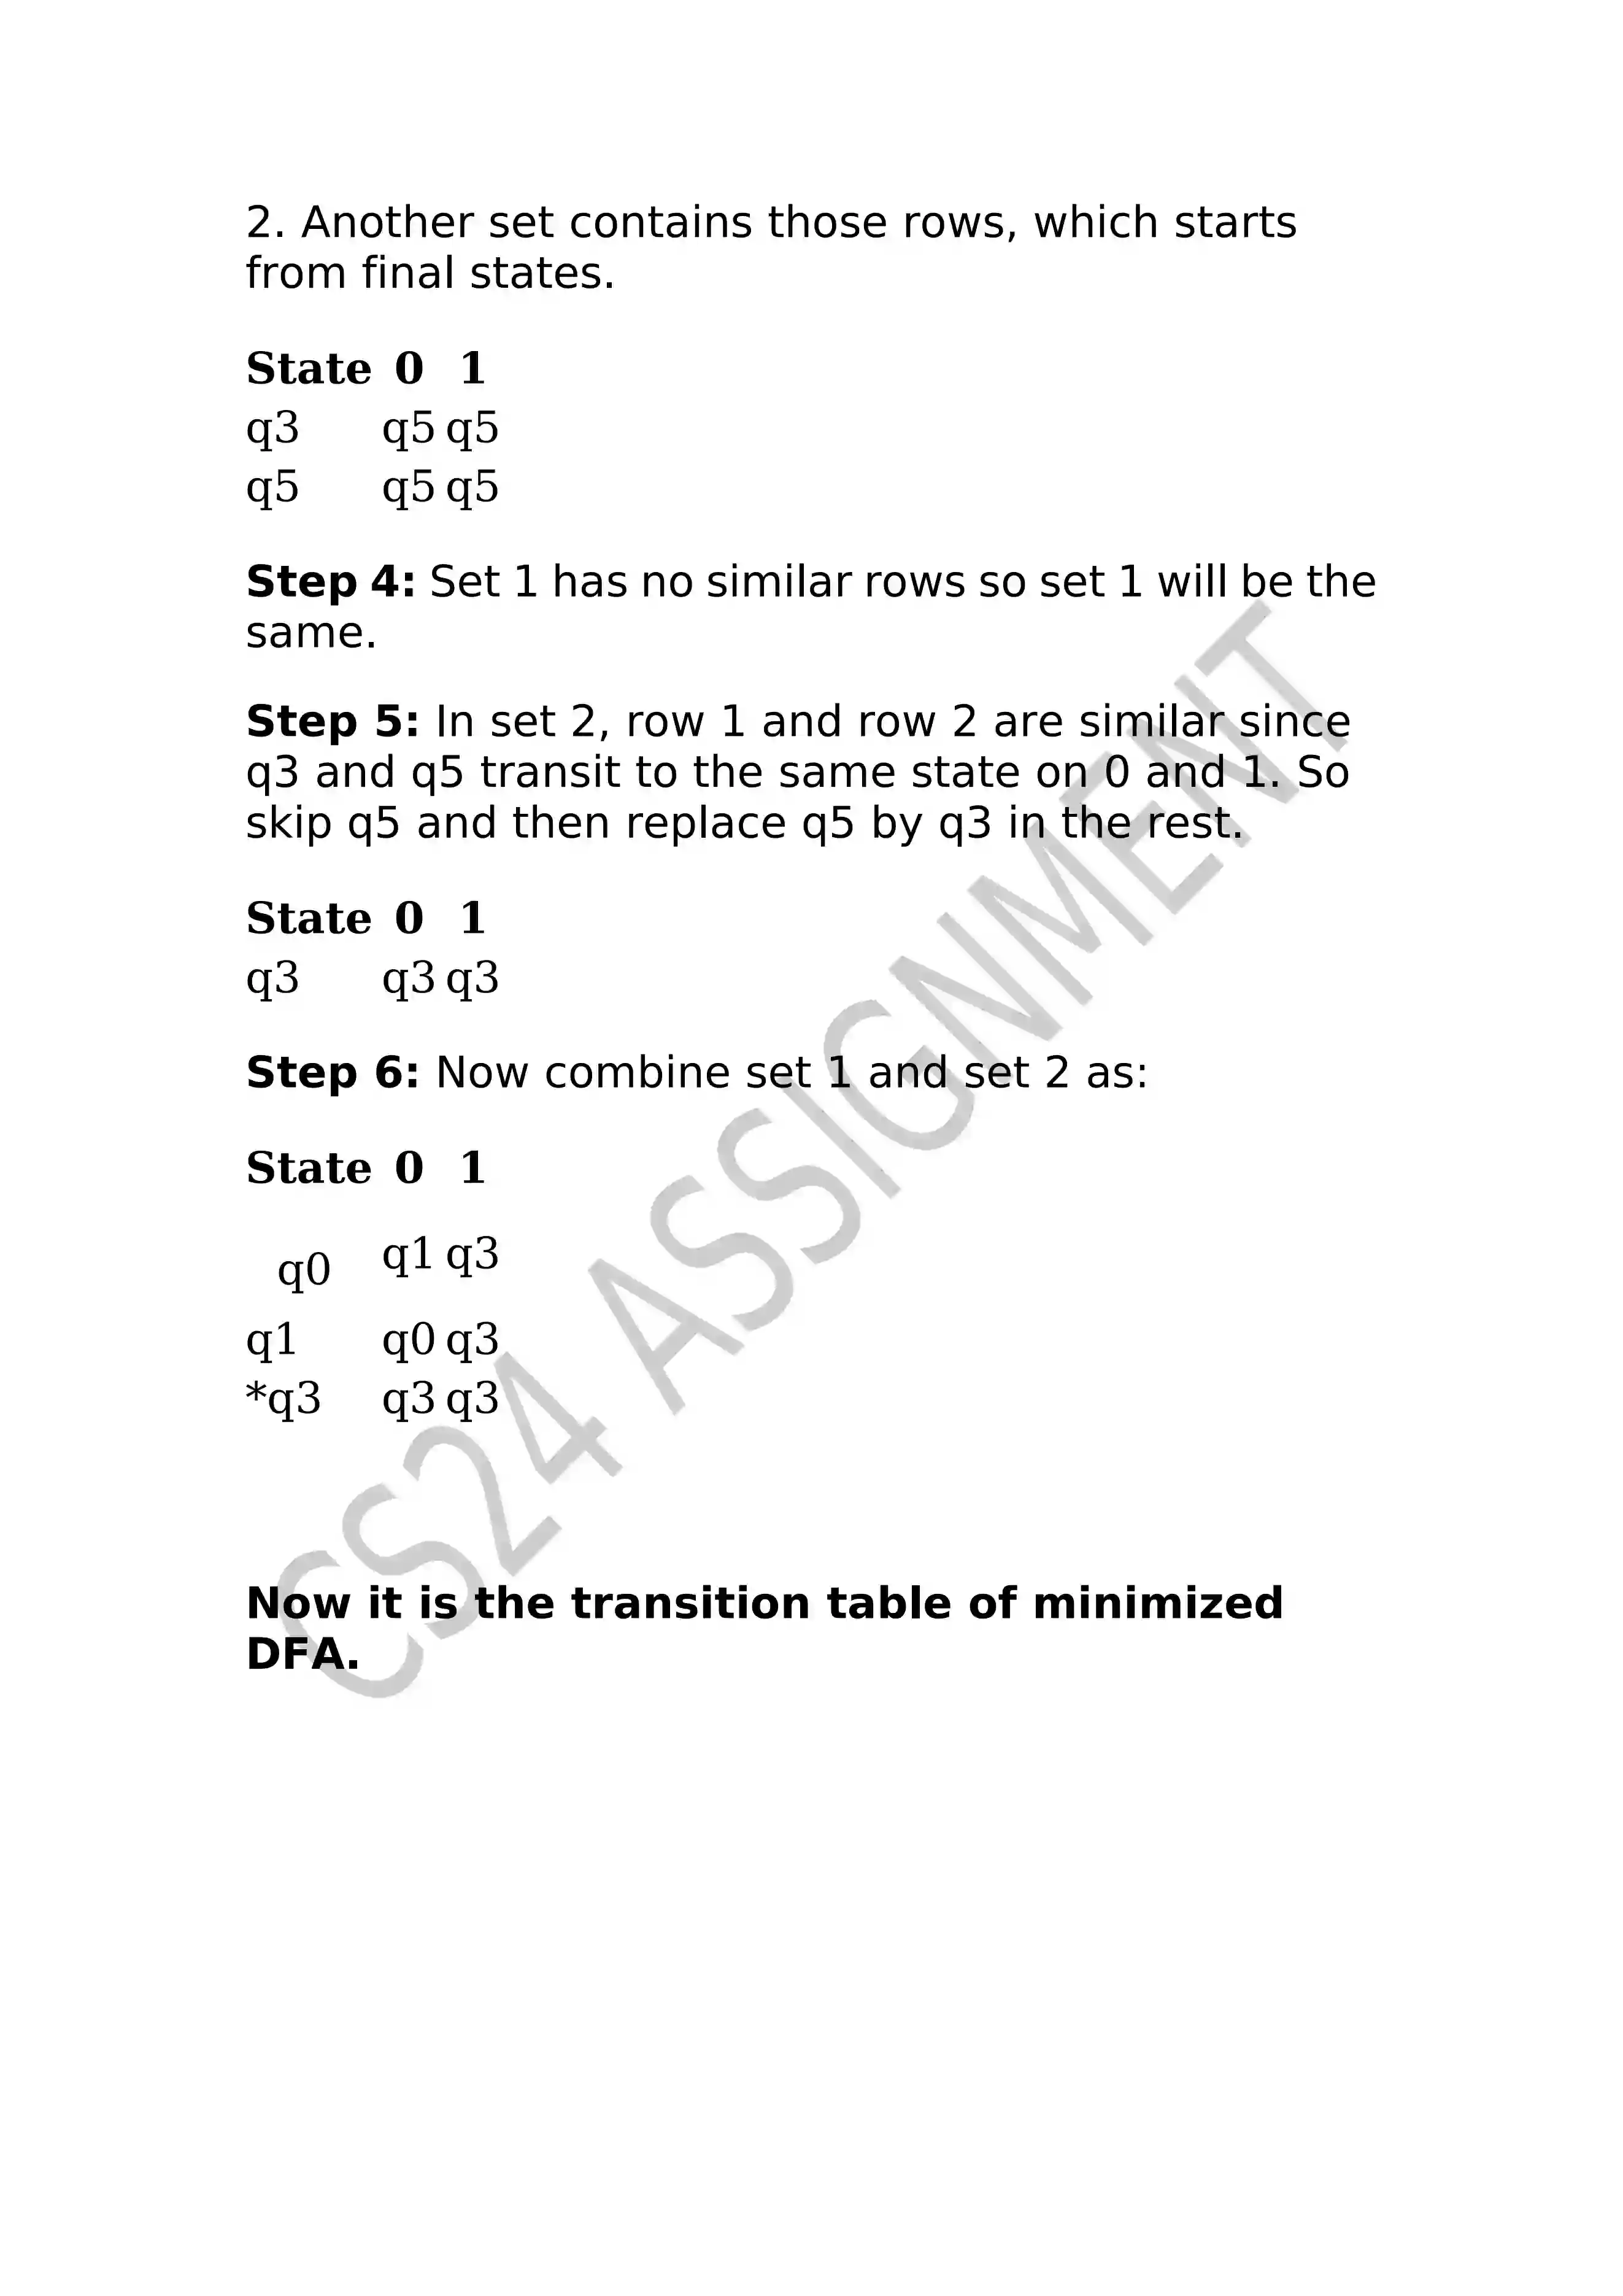 2. Another set contains those rows, which starts
from final states.
State 0 1
q3 q5 q5
q5 q5 q5
Step 4: Set 1 has no similar rows so set 1 will be the
same.
Step 5: In set 2, row 1 and row 2 are similar since
q3 and q5 transit to the same state on 0 and 1. So
skip q5 and then replace q5 by q3 in the rest.
State 0 1
q3 q3 q3
Step 6: Now combine set 1 and set 2 as:
State 0 1
q0 q1 q3
q1 q0 q3
*q3 q3 q3
Now it is the transition table of minimized
DFA.
CS24 ASSIGNMENT